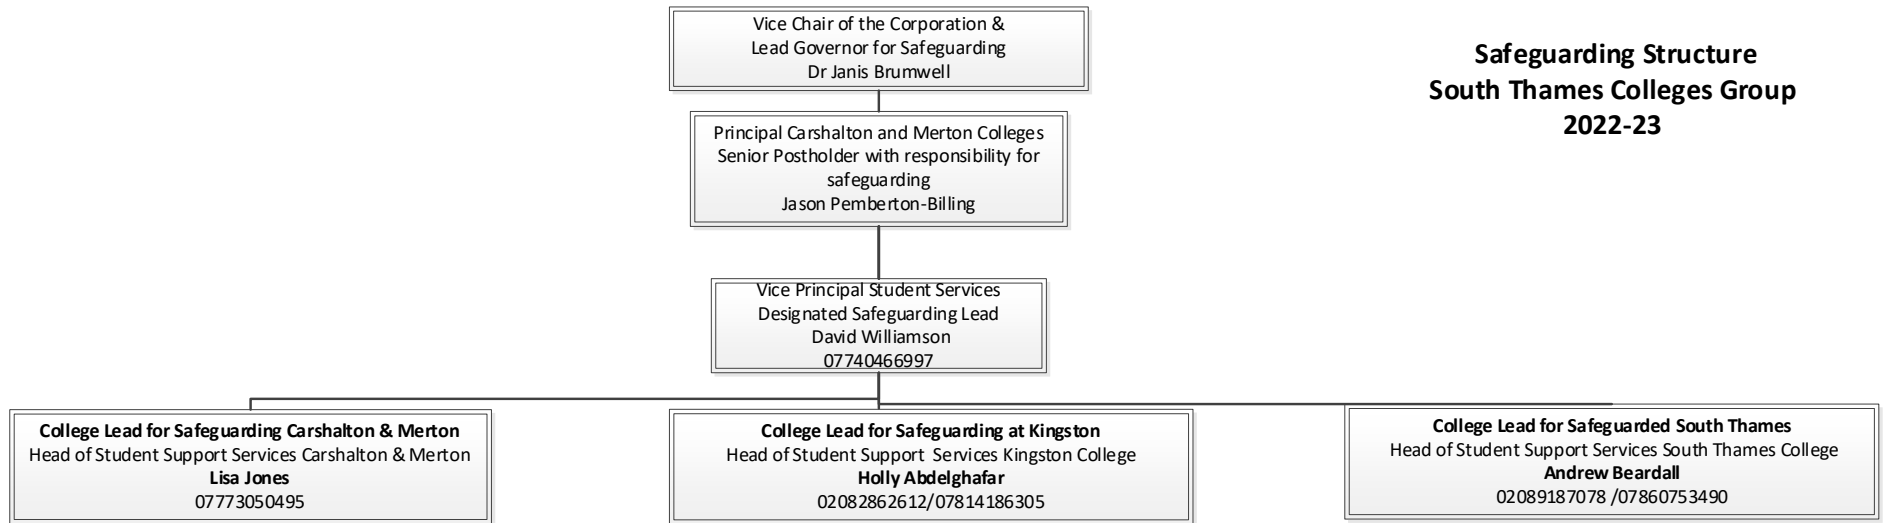 Vice Chair of the Corporation &
Lead Governor for Safeguarding
Dr Janis Brumwell
Safeguarding Structure
South Thames Colleges Group
2022-23
Principal Carshalton and Merton Colleges
Senior Postholder with responsibility for
safeguarding
Jason Pemberton-Billing
Vice Principal Student Services
Designated Safeguarding Lead
David Williamson
07740466997
College Lead for Safeguarding Carshalton & Merton
Head of Student Support Services Carshalton & Merton
Lisa Jones
07773050495
College Lead for Safeguarding at Kingston
Head of Student Support Services Kingston College
Holly Abdelghafar
02082862612/07814186305
College Lead for Safeguarded South Thames
Head of Student Support Services South Thames College
Andrew Beardall
02089187078 /07860753490